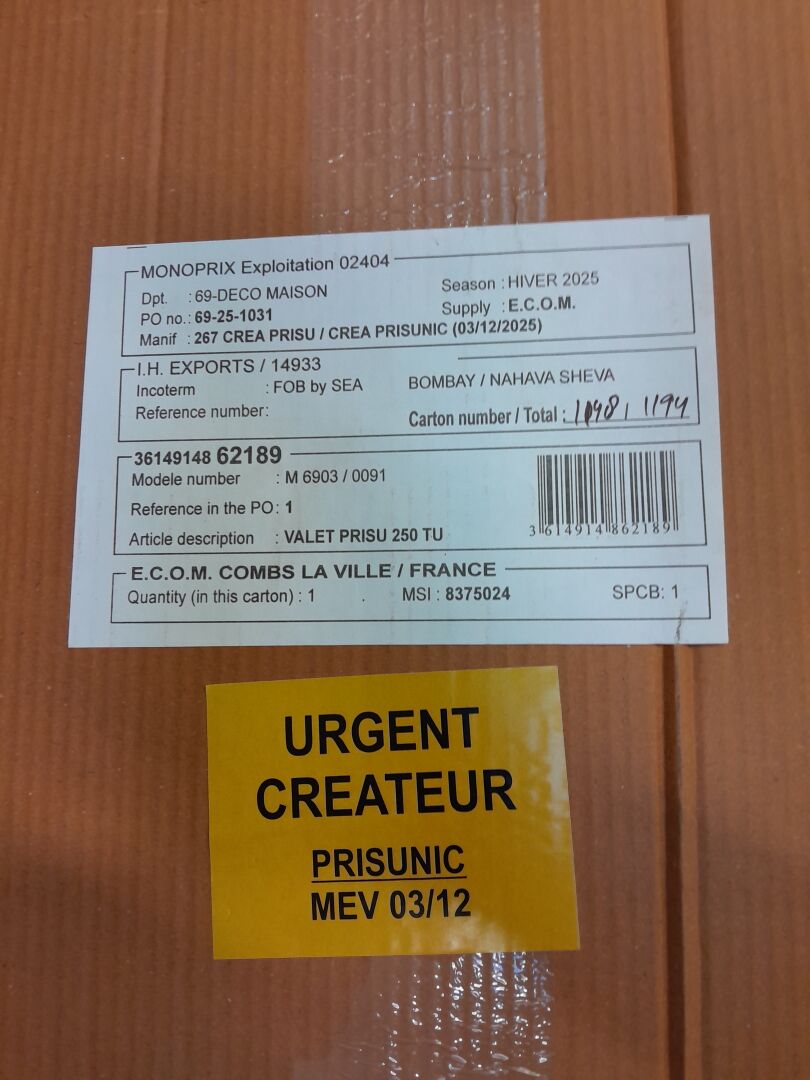 MONOPRIX Exploitation 02404
Dpt. : 69-DECO MAISON
Season : HIVER 2025
PO no.: 69-25-1031
Supply : E.C.O.M.
Manif : 267 CREA PRISU / CREA PRISUNIC (03/12/2025)
I.H. EXPORTS / 14933
Incoterm : FOB by SEA
BOMBAY / NAHAVA SHEVA
Reference number:
Carton number / Total : 1194
36149148 62189
Modele number : M 6903 / 0091
Reference in the PO: 1
Article description : VALET PRISU 250 TU
3 614914 862189
E.C.O.M. COMBS LA VILLE / FRANCE
Quantity (in this carton) : 1 MSI : 8375024 SPCB: 1
URGENT
CREATEUR
PRISUNIC
MEV 03/12